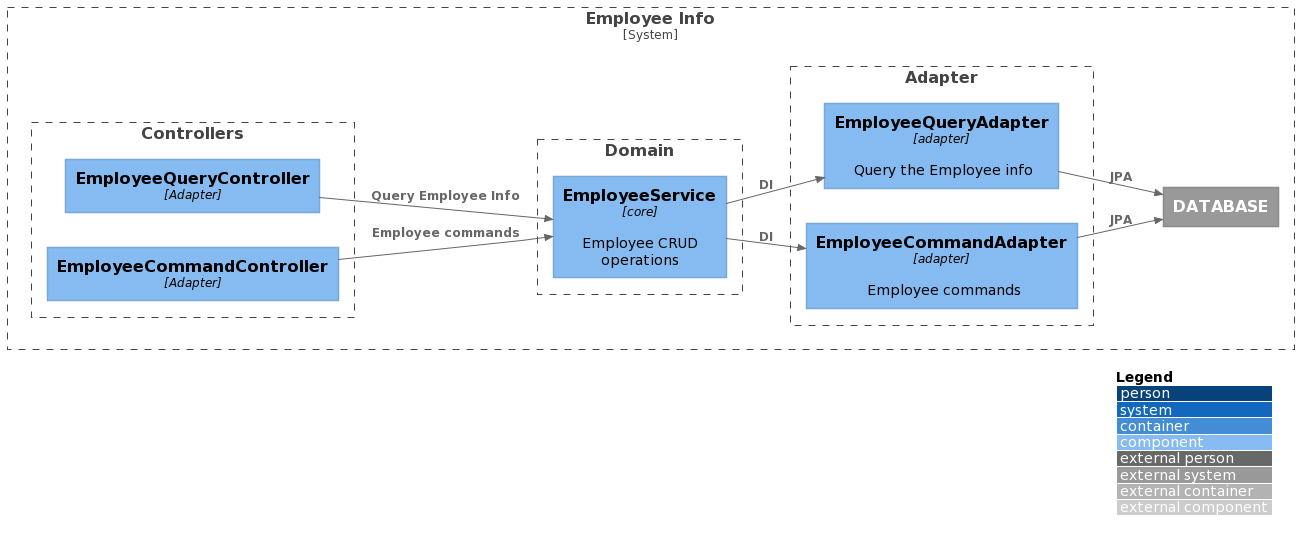 Employee Info
[System]
Controllers
EmployeeQueryController
[Adapter]
EmployeeCommandController
[Adapter]
Query Employee Info
Employee commands
Domain
EmployeeService
[core]
Employee CRUD
operations
DI
DI
Adapter
EmployeeQueryAdapter
[adapter]
Query the Employee info
EmployeeCommandAdapter
[adapter]
Employee commands
JPA
JPA
DATABASE
Legend
person
system
container
component
external person
external system
external container
external component